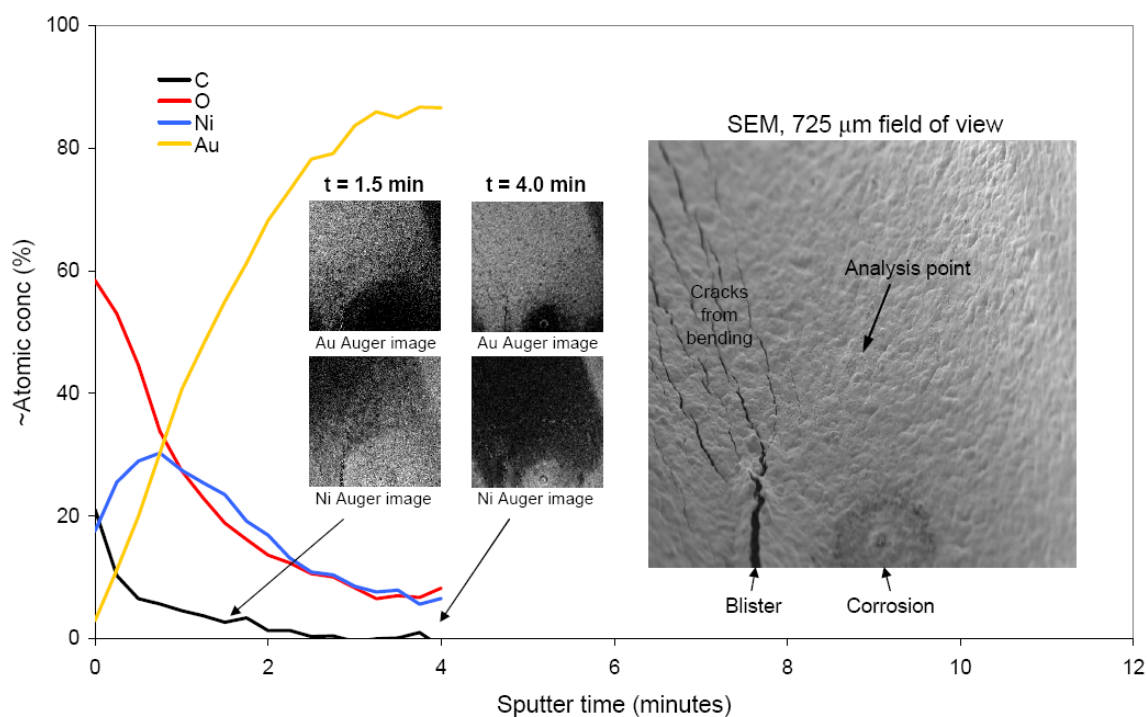 100
80
60
40
20
0
~Atomic conc (%)
C
O
Ni
Au
t = 1.5 min
t = 4.0 min
Au Auger image
Au Auger image
Ni Auger image
Ni Auger image
SEM, 725 μm field of view
Analysis point
Cracks
from
bending
Blister
Corrosion
0
2
4
6
8
10
12
Sputter time (minutes)